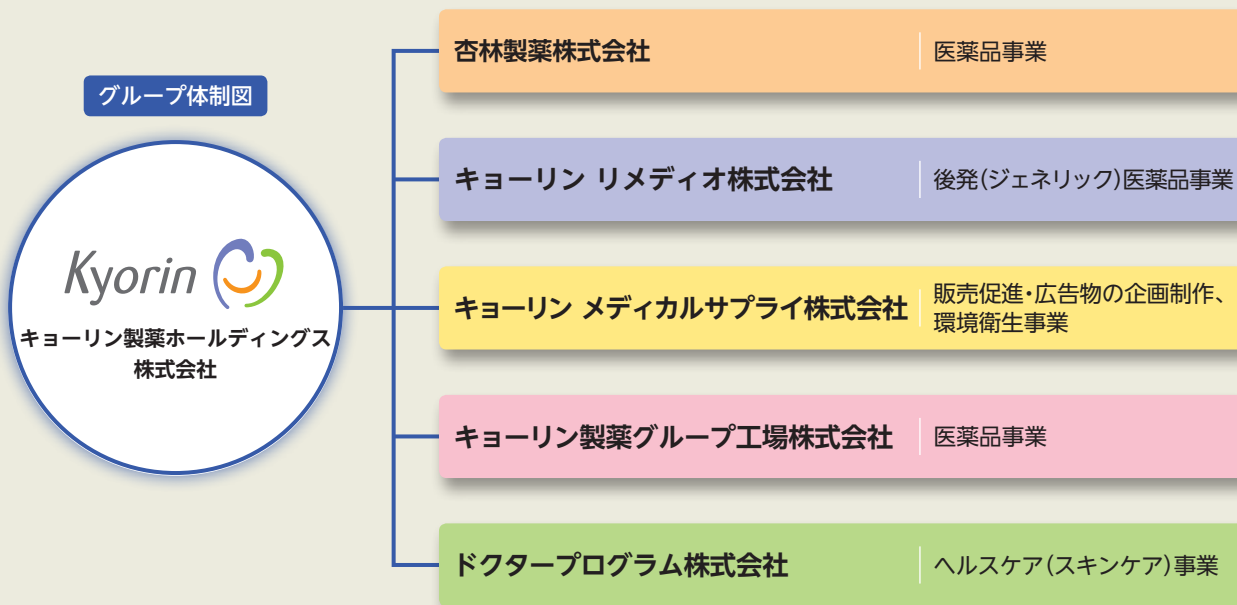 グループ体制図
Kyorin
キョーリン製薬ホールディングス
株式会社
杏林製薬株式会社
医薬品事業
キョーリン リメディオ株式会社
後発(ジェネリック)医薬品事業
キョーリン メディカルサプライ株式会社
販売促進・広告物の企画制作、
環境衛生事業
キョーリン製薬グループ工場株式会社
医薬品事業
ドクタープログラム株式会社
ヘルスケア(スキンケア)事業